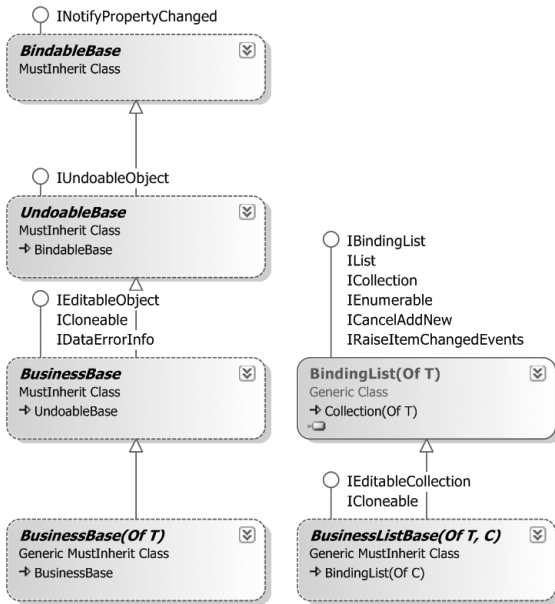 INotifyPropertyChanged
BindableBase
MustInherit Class
IUndoableObject
UndoableBase
MustInherit Class
BindableBase
IEditableObject
ICloneable
IDataErrorInfo
BusinessBase
MustInherit Class
UndoableBase
BusinessBase(Of T)
Generic MustInherit Class
BusinessBase
IBindingList
IList
ICollection
IEnumerable
ICancelAddNew
IRaiseItemChangedEvents
BindingList(Of T)
Generic Class
Collection(Of T)
IEditableCollection
ICloneable
BusinessListBase(Of T, C)
Generic MustInherit Class
BindingList(Of C)